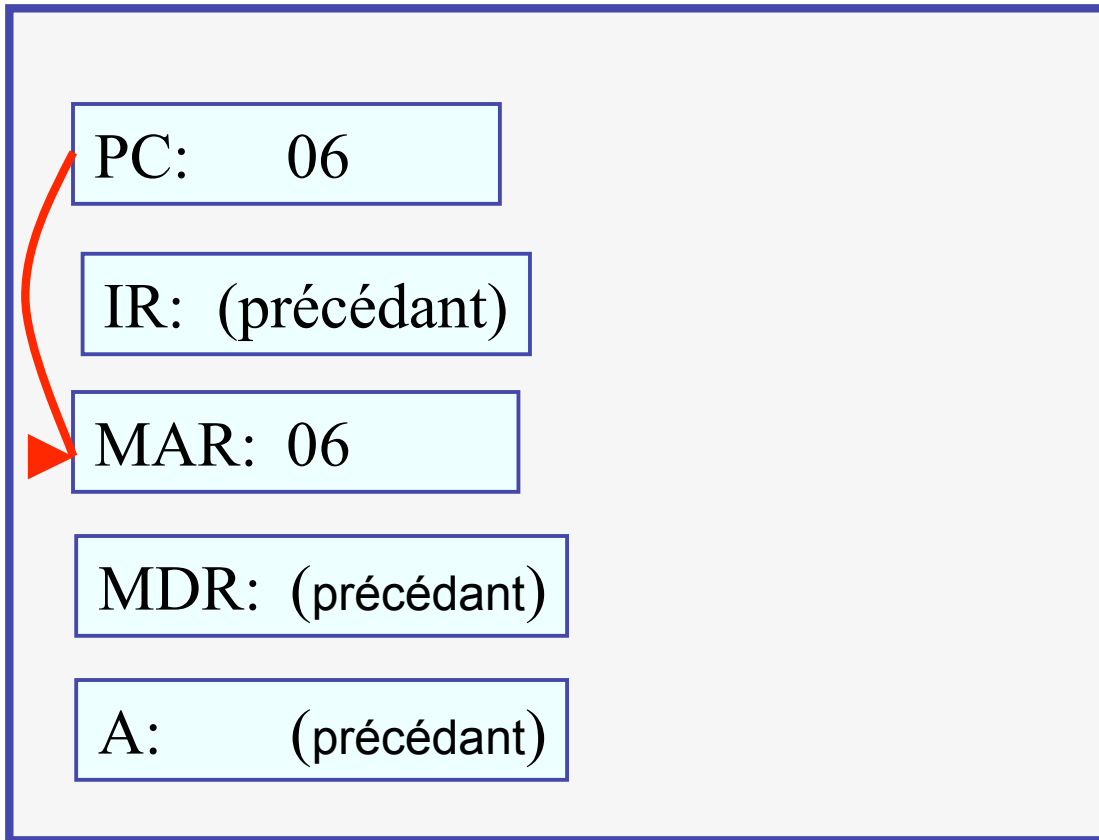 PC: 06
IR: (précédant)
MAR: 06
MDR: (précédant)
A: (précédant)